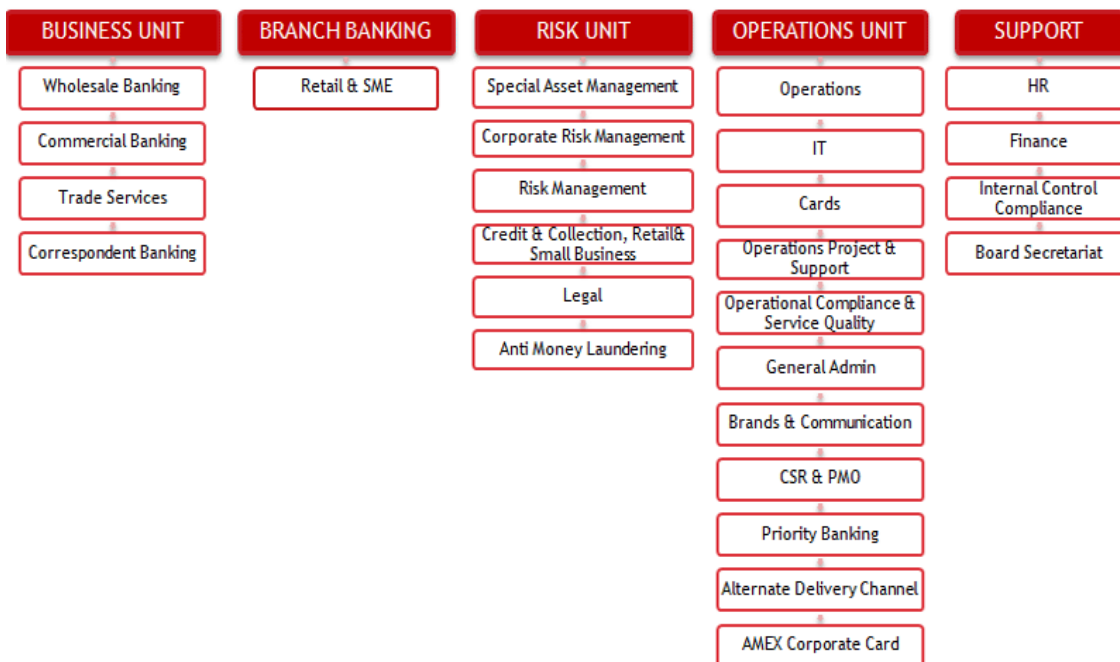 BUSINESS UNIT
Wholesale Banking
Commercial Banking
Trade Services
Correspondent Banking
BRANCH BANKING
Retail & SME
RISK UNIT
Special Asset Management
Corporate Risk Management
Risk Management
Credit & Collection, Retail&
Small Business
Legal
Anti Money Laundering
OPERATIONS UNIT
Operations
IT
Cards
Operations Project &
Support
Operational Compliance &
Service Quality
General Admin
Brands & Communication
CSR & PMO
Priority Banking
Alternate Delivery Channel
AMEX Corporate Card
SUPPORT
HR
Finance
Internal Control
Compliance
Board Secretariat